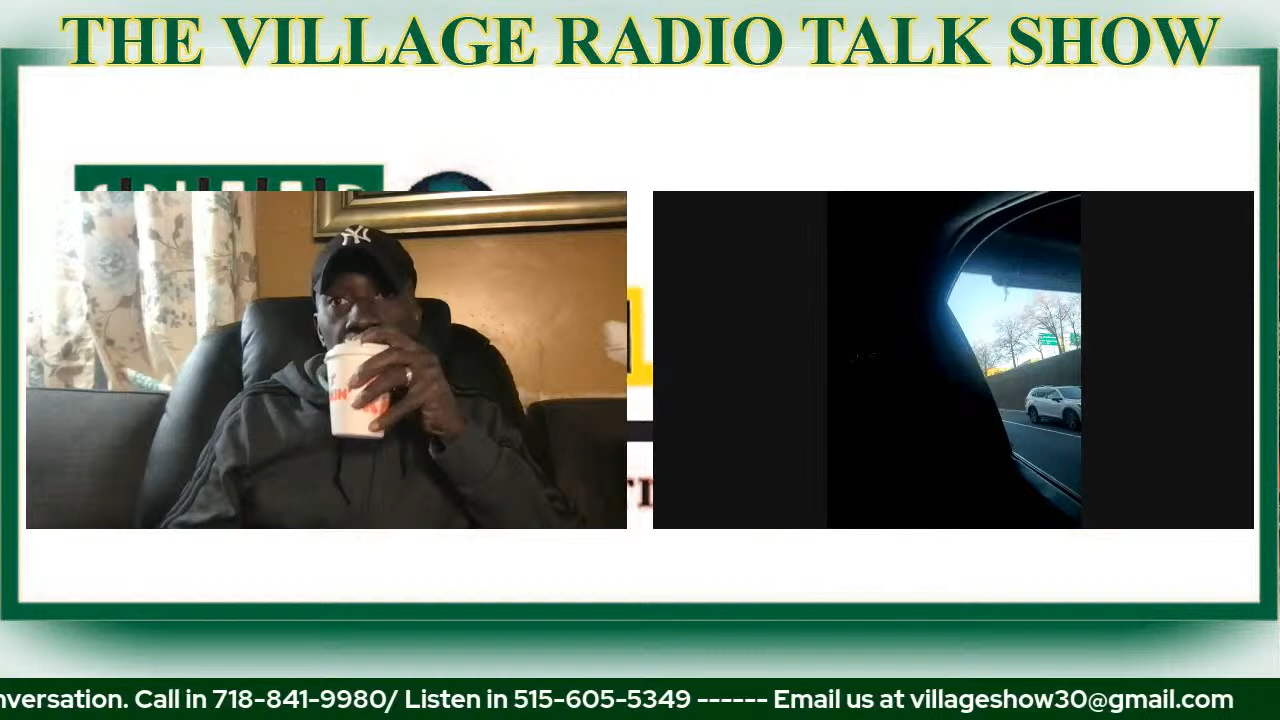 THE VILLAGE RADIO TALK SHOW
NY
nversation. Call in 718-841-9980/ Listen in 515-605-5349 ------ Email us at villageshow30@gmail.com